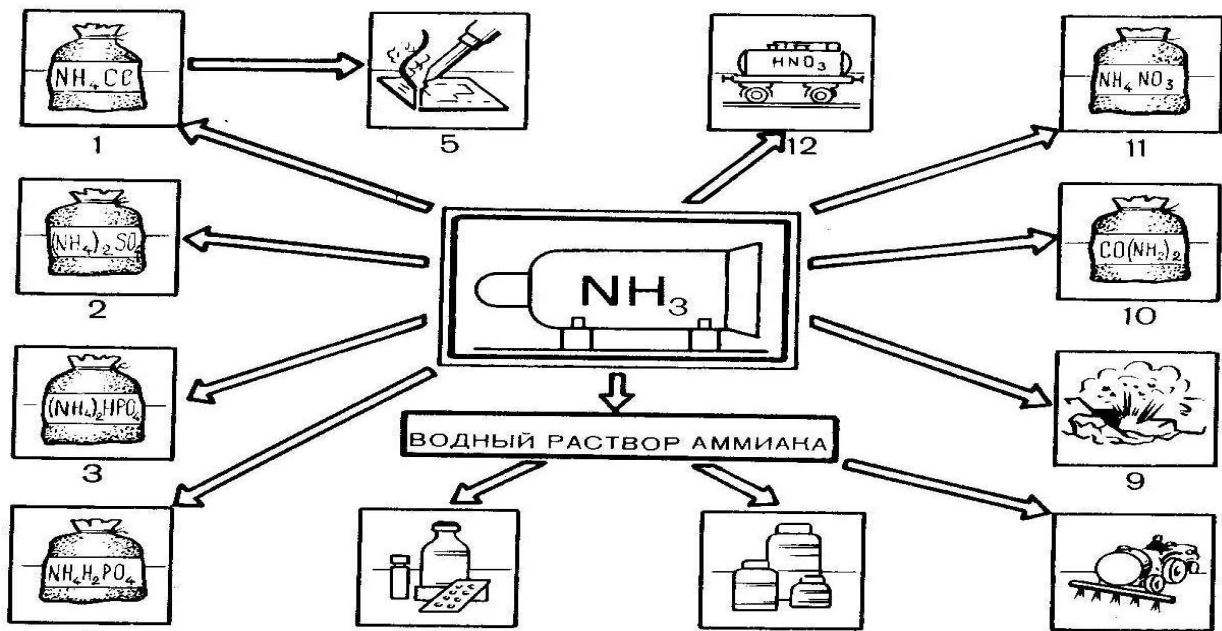 NH₄Cl
1
5
HNO₃
12
NH₄NO₃
11
(NH₄)₂SO₄
2
NH₃
CO(NH₂)₂
10
(NH₄)₂HPO₄
3
ВОДНЫЙ РАСТВОР АММИАКА
9
NH₄H₂PO₄